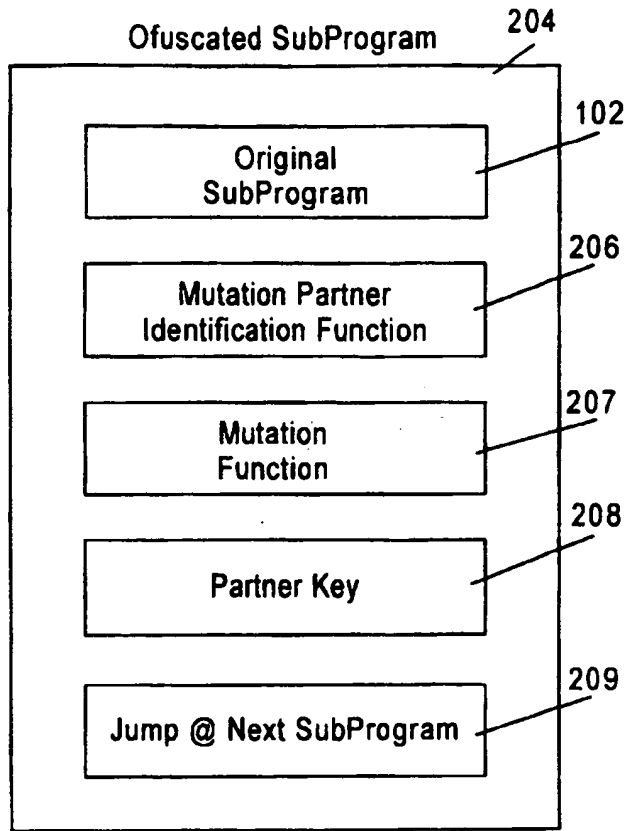 Ofuscated SubProgram
204
102
Original
SubProgram
206
Mutation Partner
Identification Function
207
Mutation
Function
208
Partner Key
209
Jump @ Next SubProgram